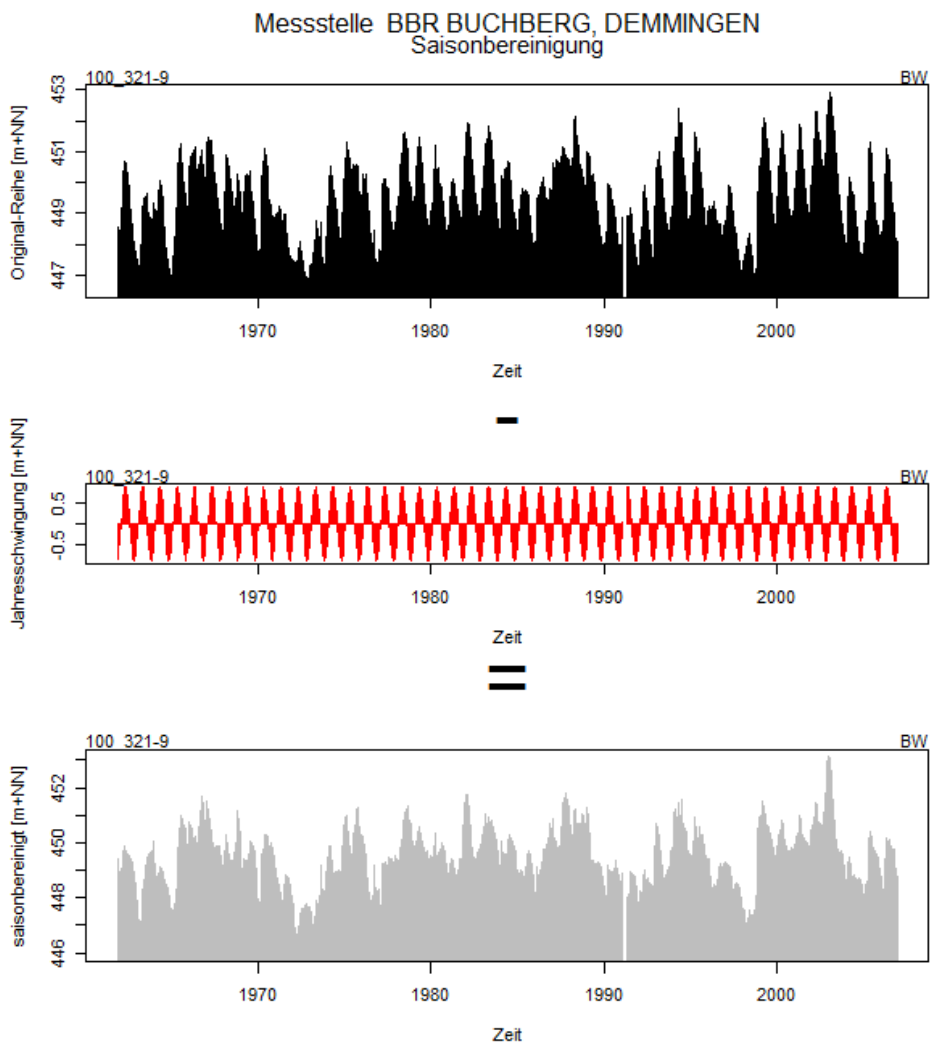 Messstelle BBR BUCHBERG, DEMMINGEN
Saisonbereinigung
100_321-9 BW
Original-Reihe [m+NN]
453
451
449
447
1970 1980 1990 2000
Zeit
-
100_321-9 BW
Jahresschwingung [m+NN]
0.5
-0.5
1970 1980 1990 2000
Zeit
=
100_321-9 BW
saisonbereinigt [m+NN]
452
450
448
446
1970 1980 1990 2000
Zeit